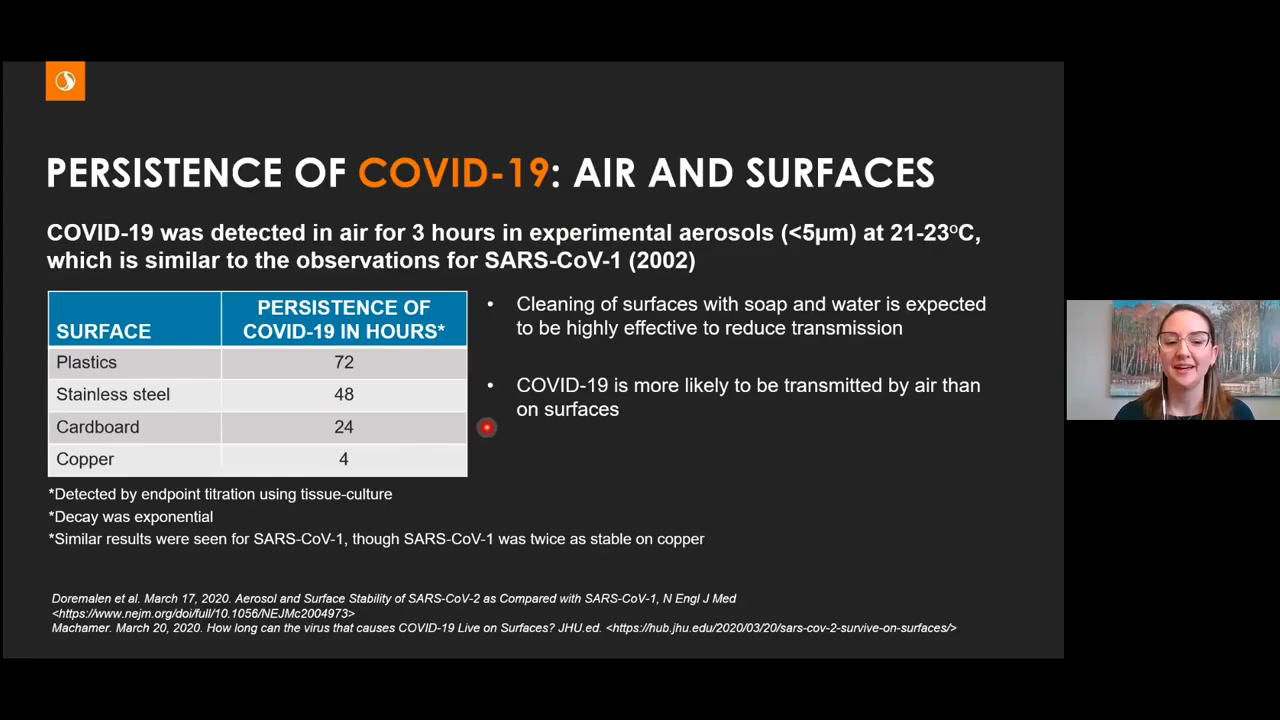 PERSISTENCE OF COVID-19: AIR AND SURFACES
COVID-19 was detected in air for 3 hours in experimental aerosols (<5µm) at 21-23°C,
which is similar to the observations for SARS-CoV-1 (2002)
SURFACE
PERSISTENCE OF
COVID-19 IN HOURS*
Plastics 72
Stainless steel 48
Cardboard 24
Copper 4
• Cleaning of surfaces with soap and water is expected
to be highly effective to reduce transmission
• COVID-19 is more likely to be transmitted by air than
on surfaces
*Detected by endpoint titration using tissue-culture
*Decay was exponential
*Similar results were seen for SARS-CoV-1, though SARS-CoV-1 was twice as stable on copper
Doremalen et al. March 17, 2020. Aerosol and Surface Stability of SARS-CoV-2 as Compared with SARS-CoV-1, N Engl J Med
<https://www.nejm.org/doi/full/10.1056/NEJMc2004973>
Machamer. March 20, 2020. How long can the virus that causes COVID-19 Live on Surfaces? JHU.ed. <https://hub.jhu.edu/2020/03/20/sars-cov-2-survive-on-surfaces/>